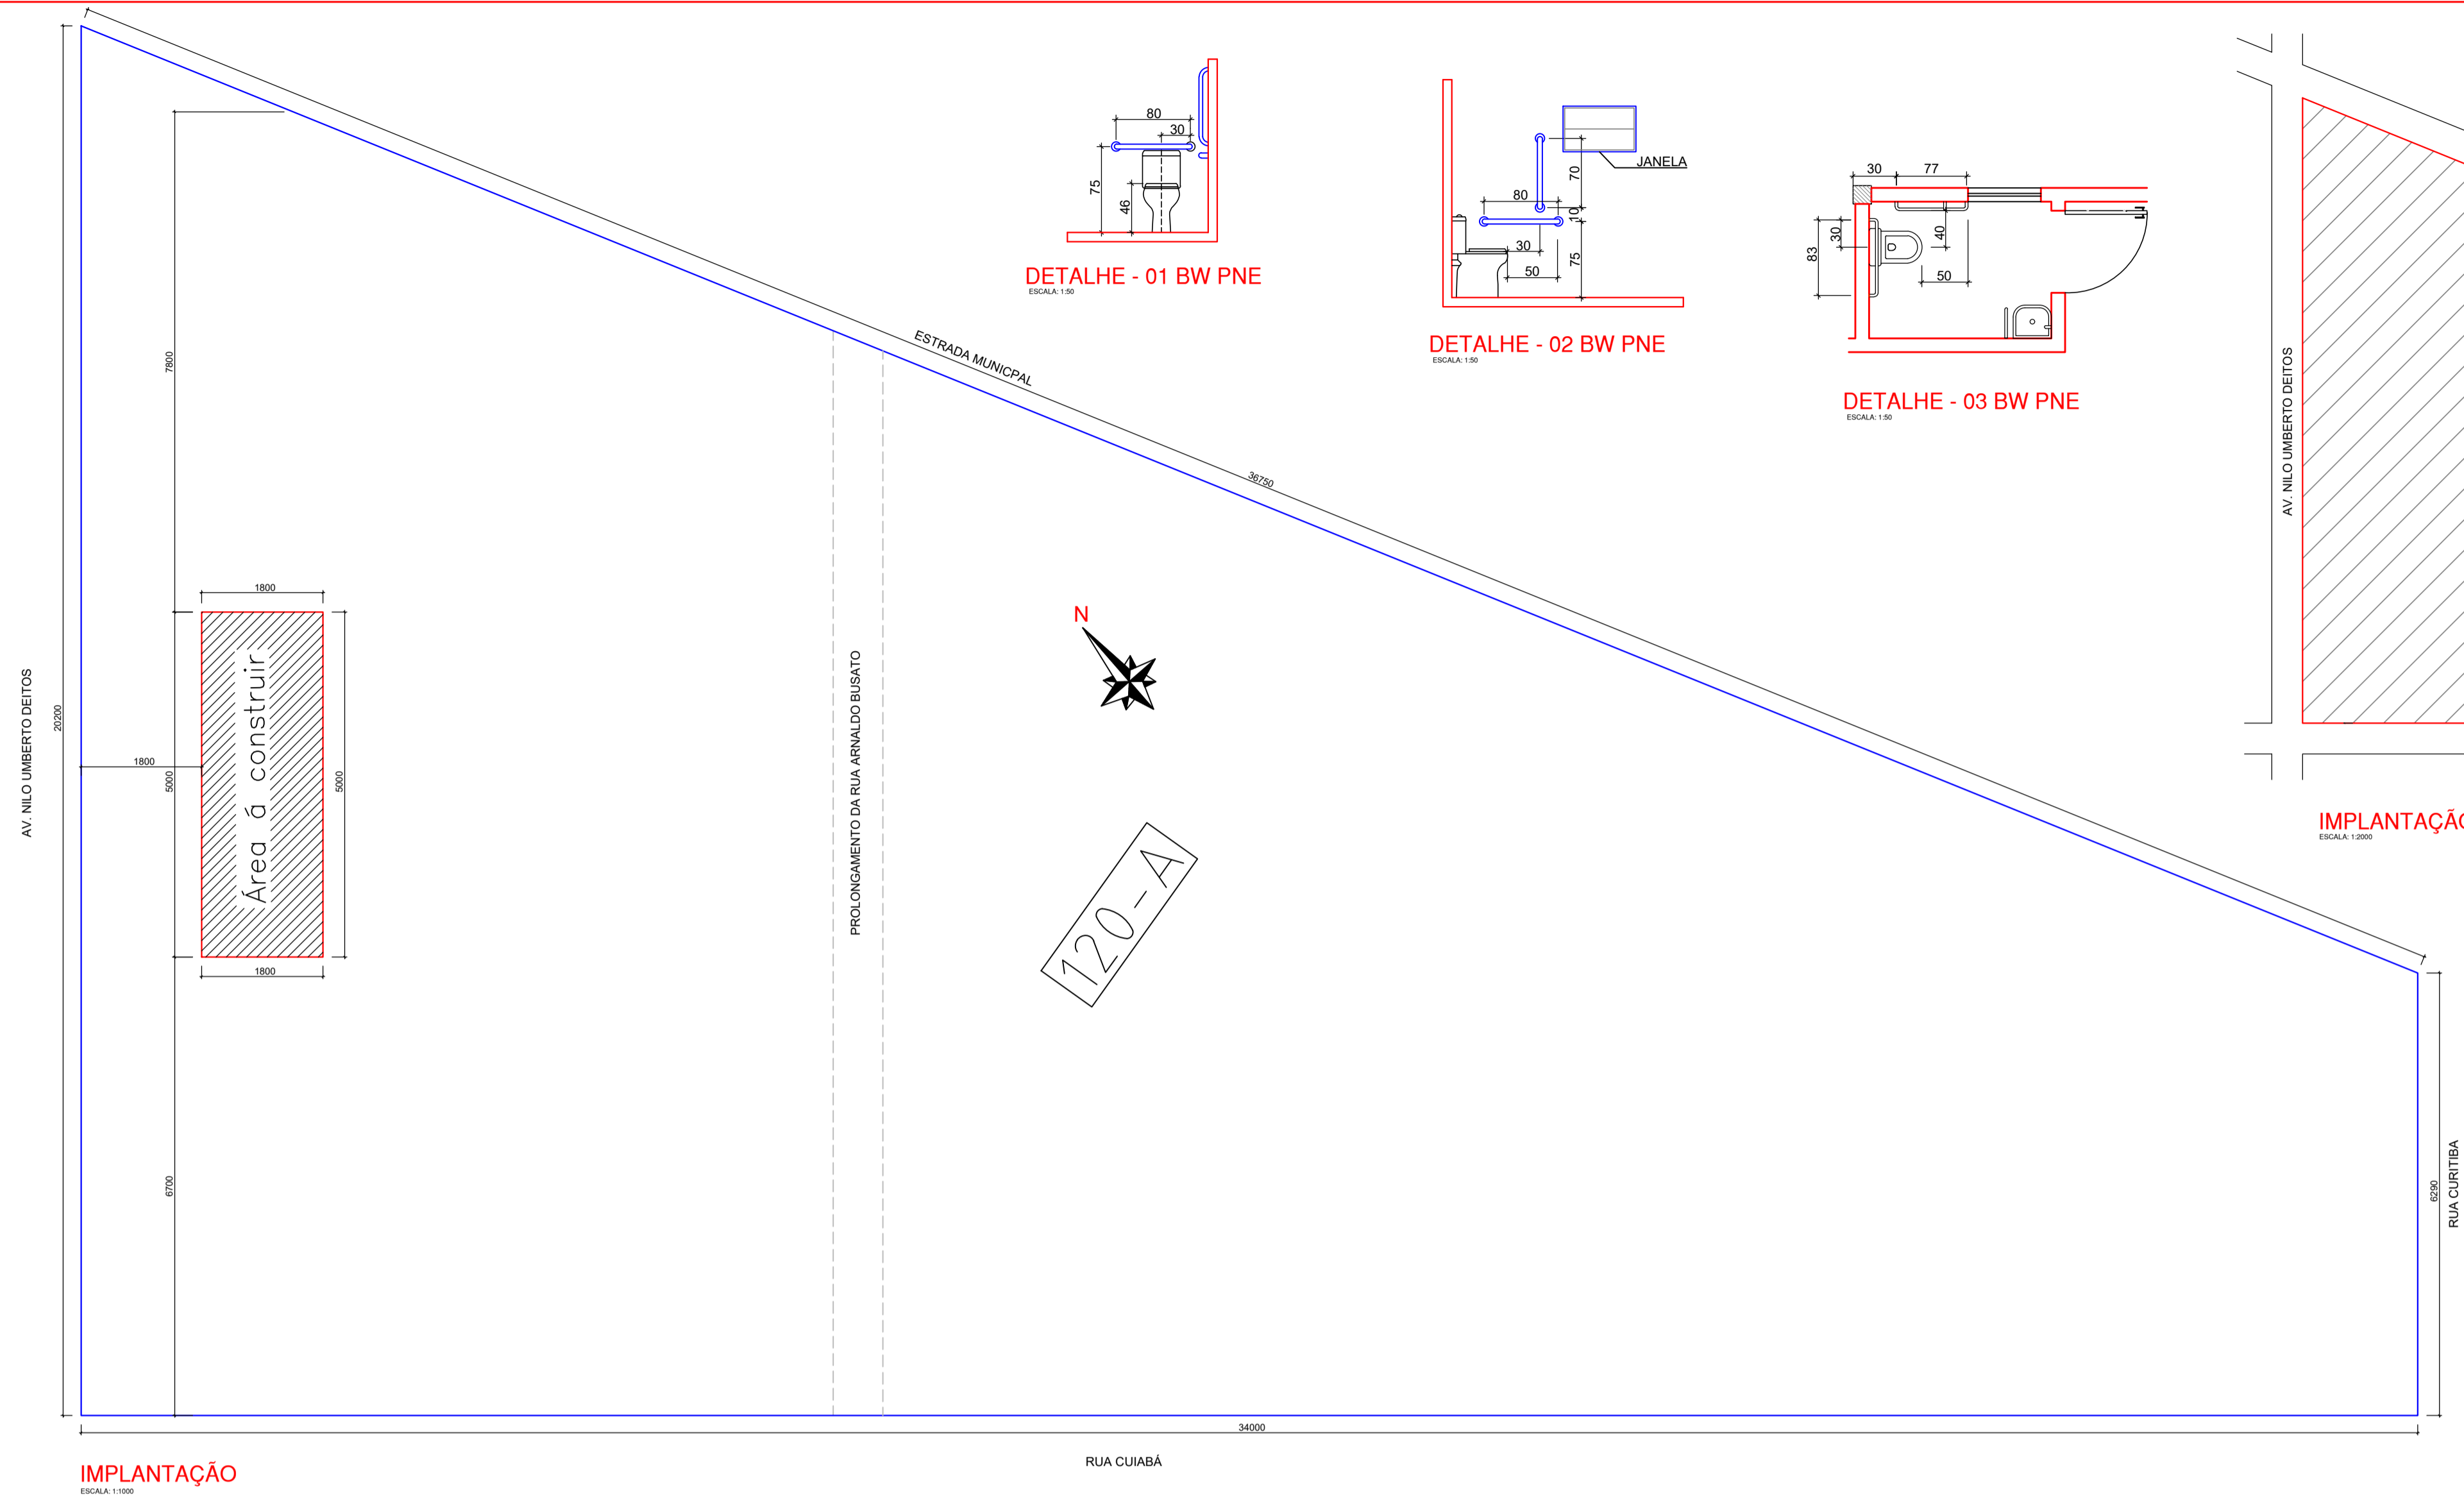 80
30
75
46
DETALHE - 01 BW PNE
ESCALA: 1:50
JANELA
70
80
10
30
50
75
DETALHE - 02 BW PNE
ESCALA: 1:50
30
77
83
30
40
50
DETALHE - 03 BW PNE
ESCALA: 1:50
AV. NILO UMBERTO DEITOS
IMPLANTAÇÃO
ESCALA: 1:2000
ESTRADA MUNICPAL
36750
7800
1800
AV. NILO UMBERTO DEITOS
20200
1800
5000
Área á construir
5000
1800
PROLONGAMENTO DA RUA ARNALDO BUSATO
N
120-A
6700
6290
RUA CURITIBA
34000
RUA CUIABÁ
IMPLANTAÇÃO
ESCALA: 1:1000